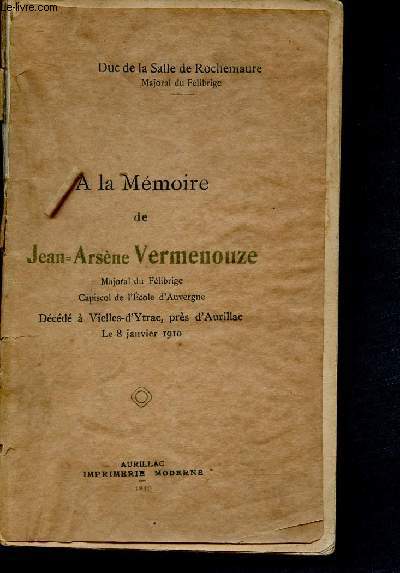 © le-livre.com
Duc de la Salle de Rochemaure
Majoral du Félibrige
A la Mémoire
de
Jean-Arsène Vermenouze
Majoral du Félibrige
Capiscol de l'École d'Auvergne
Décédé à Vielles-d'Ytrac, près d'Aurillac
Le 8 janvier 1910
AURILLAC
IMPRIMERIE MODERNE
1910